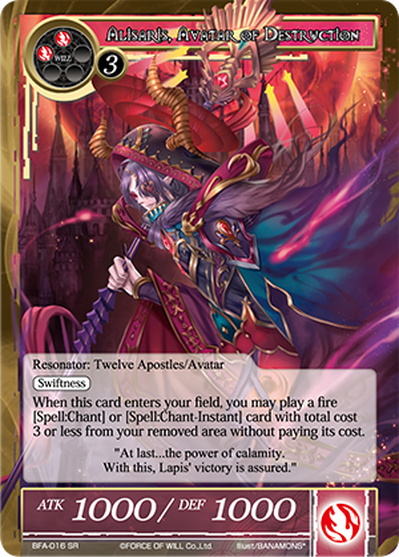 Alisaris, Avatar of Destruction
WILL
3
Resonator: Twelve Apostles/Avatar
Swiftness
When this card enters your field, you may play a fire
[Spell:Chant] or [Spell:Chant-Instant] card with total cost
3 or less from your removed area without paying its cost.
"At last...the power of calamity.
With this, Lapis' victory is assured."
ATK 1000/ DEF 1000
BFA-016 SR ©FORCE OF WILL Co.,Ltd. Illust/BANAMONS*